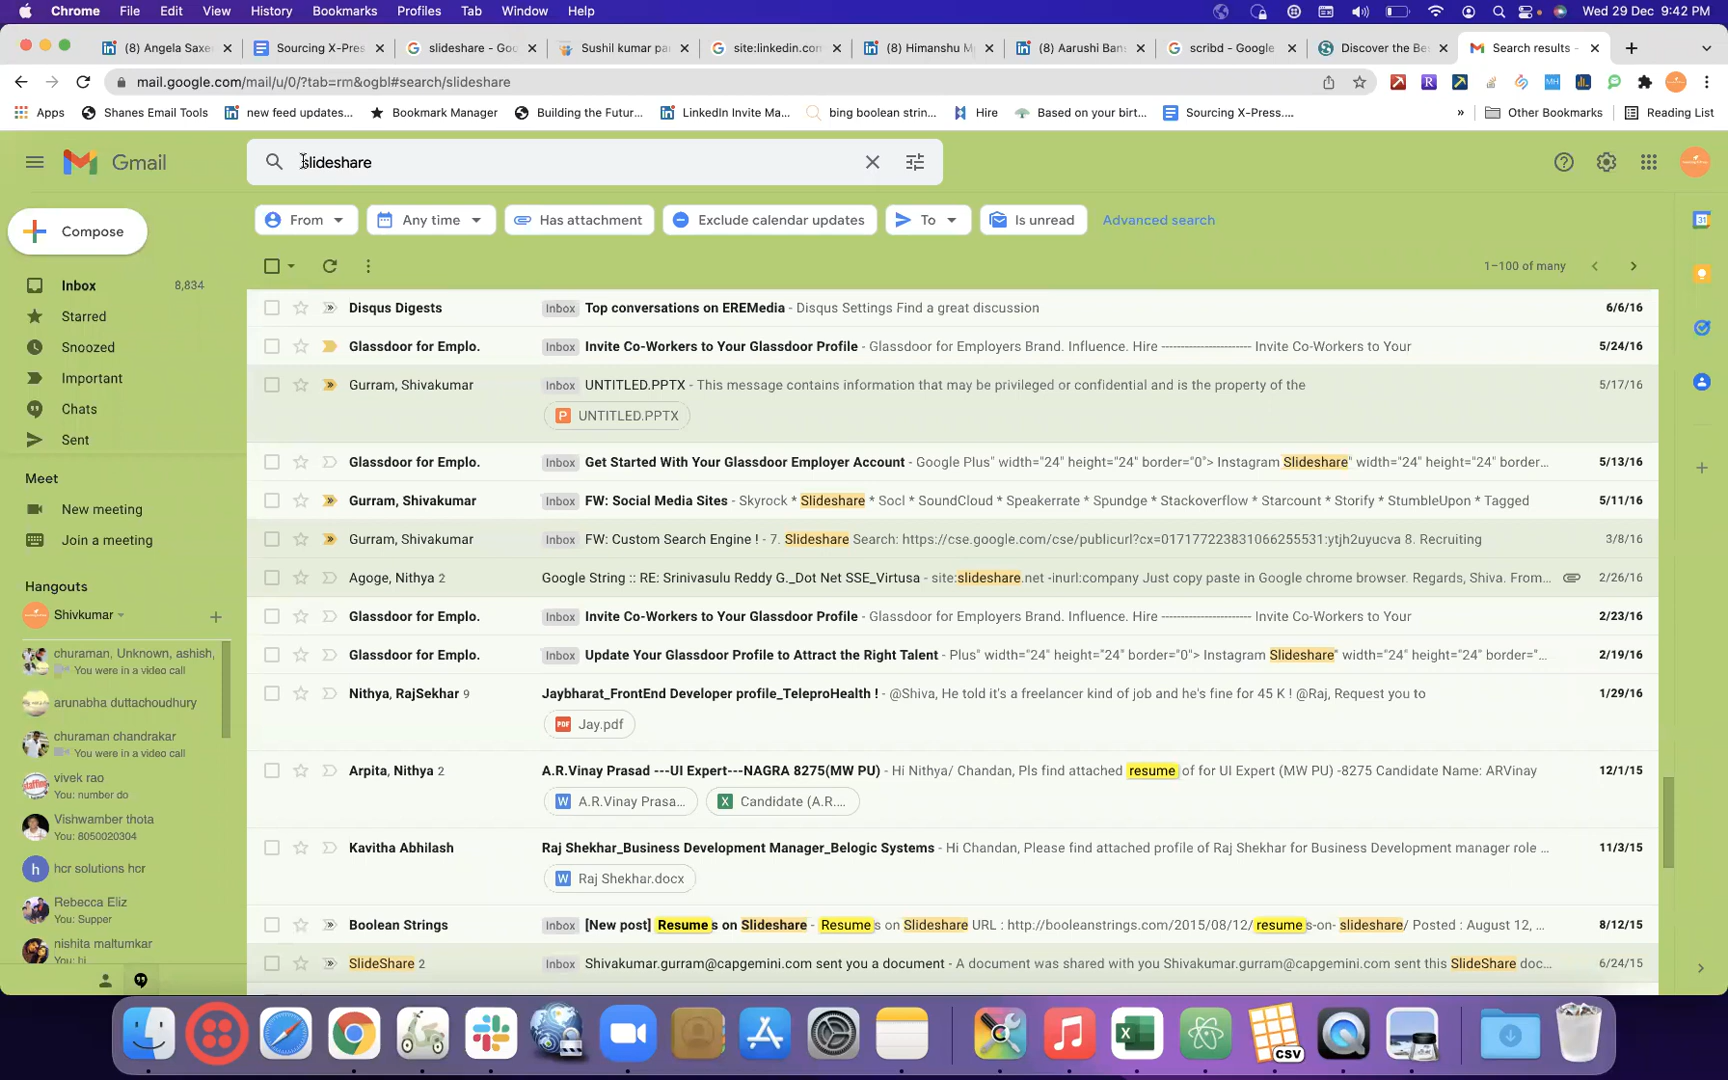 Chrome File Edit View History Bookmarks Profiles Tab Window Help Wed 29 Dec 9:42 PM
(8) Angela Saxe Sourcing X-Pres slideshare - Goo Sushil kumar pa site:linkedin.com (8) Himanshu M (8) Aarushi Bans scribd - Google Discover the Be Search results -
mail.google.com/mail/u/0/?tab=rm&ogbl#search/slideshare
Apps Shanes Email Tools new feed updates... Bookmark Manager Building the Futur... LinkedIn Invite Ma... bing boolean strin... Hire Based on your birt... Sourcing X-Press.... » Other Bookmarks Reading List
Gmail slideshare
Compose
From Any time Has attachment Exclude calendar updates To Is unread Advanced search
1–100 of many
Inbox 8,834
Starred
Snoozed
Important
Chats
Sent
Meet
New meeting
Join a meeting
Hangouts
Shivkumar
churaman, Unknown, ashish,
You were in a video call
arunabha duttachoudhury
churaman chandrakar
You were in a video call
vivek rao
You: number do
Vishwamber thota
You: 8050020304
hcr solutions hcr
Rebecca Eliz
You: Supper
nishita maltumkar
You: hi
Disqus Digests Inbox Top conversations on EREMedia - Disqus Settings Find a great discussion 6/6/16
Glassdoor for Emplo. Inbox Invite Co-Workers to Your Glassdoor Profile - Glassdoor for Employers Brand. Influence. Hire ---------------------- Invite Co-Workers to Your 5/24/16
Gurram, Shivakumar Inbox UNTITLED.PPTX - This message contains information that may be privileged or confidential and is the property of the 5/17/16
P UNTITLED.PPTX
Glassdoor for Emplo. Inbox Get Started With Your Glassdoor Employer Account - Google Plus" width="24" height="24" border="0"> Instagram Slideshare" width="24" height="24" border... 5/13/16
Gurram, Shivakumar Inbox FW: Social Media Sites - Skyrock * Slideshare * Socl * SoundCloud * Speakerrate * Spundge * Stackoverflow * Starcount * Storify * StumbleUpon * Tagged 5/11/16
Gurram, Shivakumar Inbox FW: Custom Search Engine ! - 7. Slideshare Search: https://cse.google.com/cse/publicurl?cx=017177223831066255531:ytjh2uyucva 8. Recruiting 3/8/16
Agoge, Nithya 2 Google String :: RE: Srinivasulu Reddy G._Dot Net SSE_Virtusa - site:slideshare.net -inurl:company Just copy paste in Google chrome browser. Regards, Shiva. From... 2/26/16
Glassdoor for Emplo. Inbox Invite Co-Workers to Your Glassdoor Profile - Glassdoor for Employers Brand. Influence. Hire ---------------------- Invite Co-Workers to Your 2/23/16
Glassdoor for Emplo. Inbox Update Your Glassdoor Profile to Attract the Right Talent - Plus" width="24" height="24" border="0"> Instagram Slideshare" width="24" height="24" border="... 2/19/16
Nithya, RajSekhar 9 Jaybharat_FrontEnd Developer profile_TeleproHealth ! - @Shiva, He told it's a freelancer kind of job and he's fine for 45 K ! @Raj, Request you to 1/29/16
PDF Jay.pdf
Arpita, Nithya 2 A.R.Vinay Prasad ---UI Expert---NAGRA 8275(MW PU) - Hi Nithya/ Chandan, Pls find attached resume of for UI Expert (MW PU) -8275 Candidate Name: ARVinay 12/1/15
W A.R.Vinay Prasa... X Candidate (A.R....
Kavitha Abhilash Raj Shekhar_Business Development Manager_Belogic Systems - Hi Chandan, Please find attached profile of Raj Shekhar for Business Development manager role ... 11/3/15
W Raj Shekhar.docx
Boolean Strings Inbox [New post] Resumes on Slideshare - Resumes on Slideshare URL : http://booleanstrings.com/2015/08/12/resumes-on-slideshare/ Posted : August 12, ... 8/12/15
SlideShare 2 Inbox Shivakumar.gurram@capgemini.com sent you a document - A document was shared with you Shivakumar.gurram@capgemini.com sent this SlideShare doc... 6/24/15
CSV